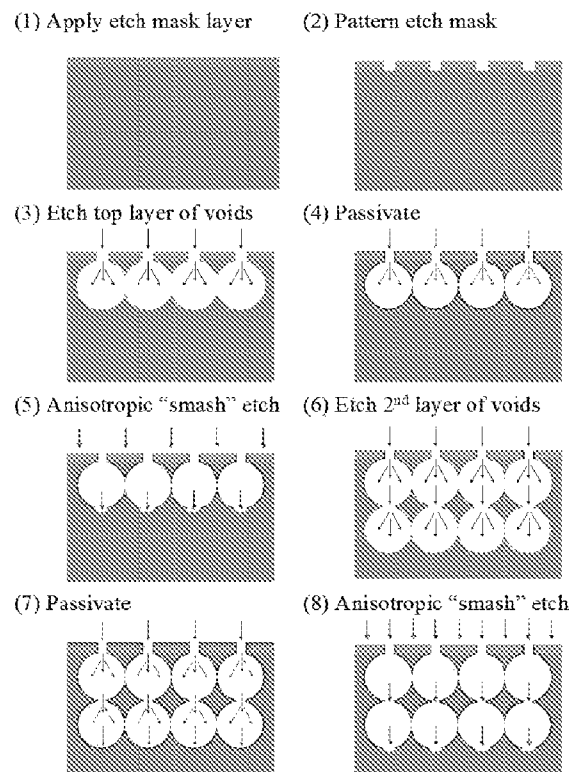 (1) Apply etch mask layer
(2) Pattern etch mask
(3) Etch top layer of voids
(4) Passivate
(5) Anisotropic “smash” etch
(6) Etch 2nd layer of voids
(7) Passivate
(8) Anisotropic “smash” etch